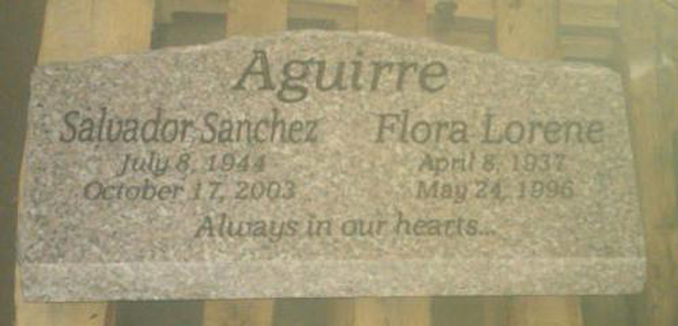 Aguirre
Salvador Sanchez Flora Lorene
July 8, 1944 April 8, 1937
October 17, 2003 May 24, 1996
Always in our hearts...